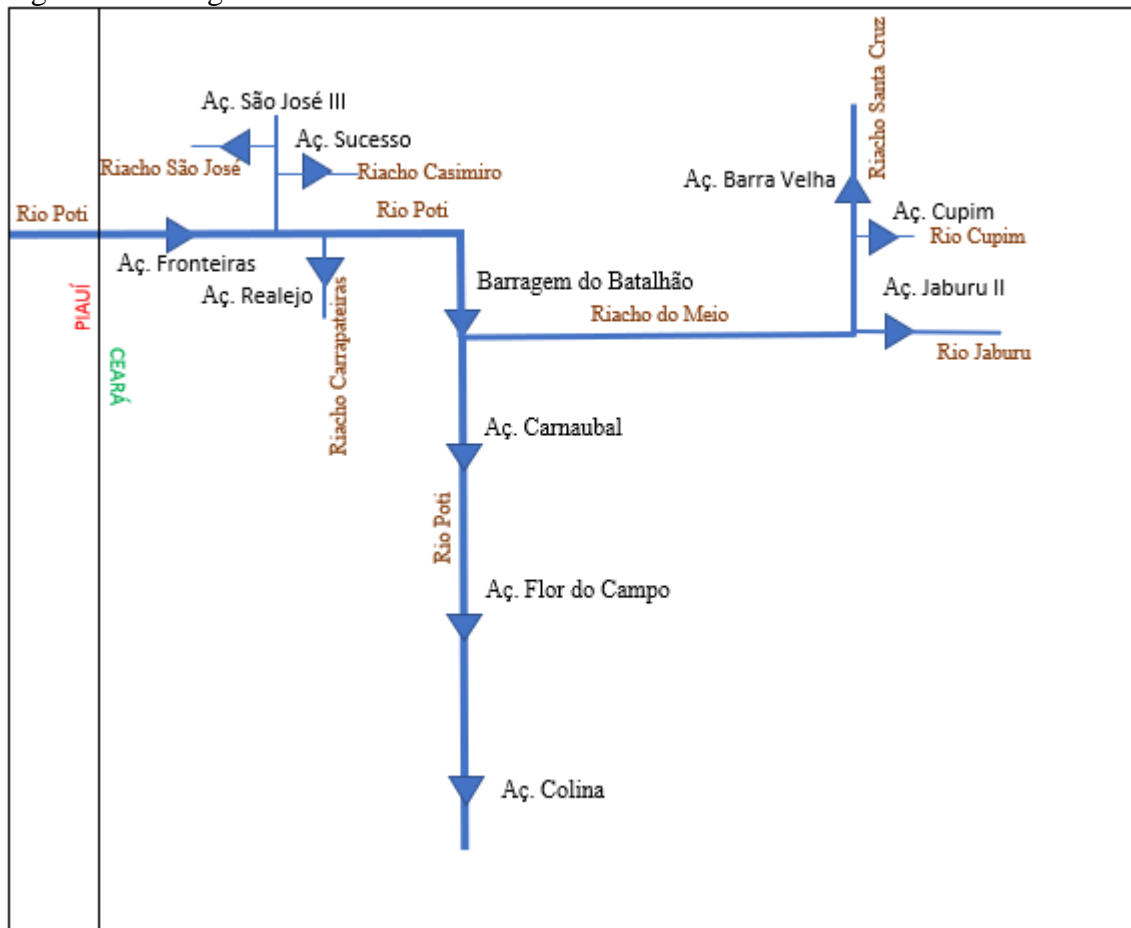 Riacho Santa Cruz
Aç. São José III
Aç. Sucesso
Riacho São José
Riacho Casimiro
Aç. Barra Velha
Aç. Cupim
Rio Cupim
Rio Poti
Rio Poti
Aç. Fronteiras
Aç. Realejo
Barragem do Batalhão
Aç. Jaburu II
Riacho do Meio
Rio Jaburu
PIAUÍ
CEARÁ
Riacho Carrapateiras
Aç. Carnaubal
Rio Poti
Aç. Flor do Campo
Aç. Colina